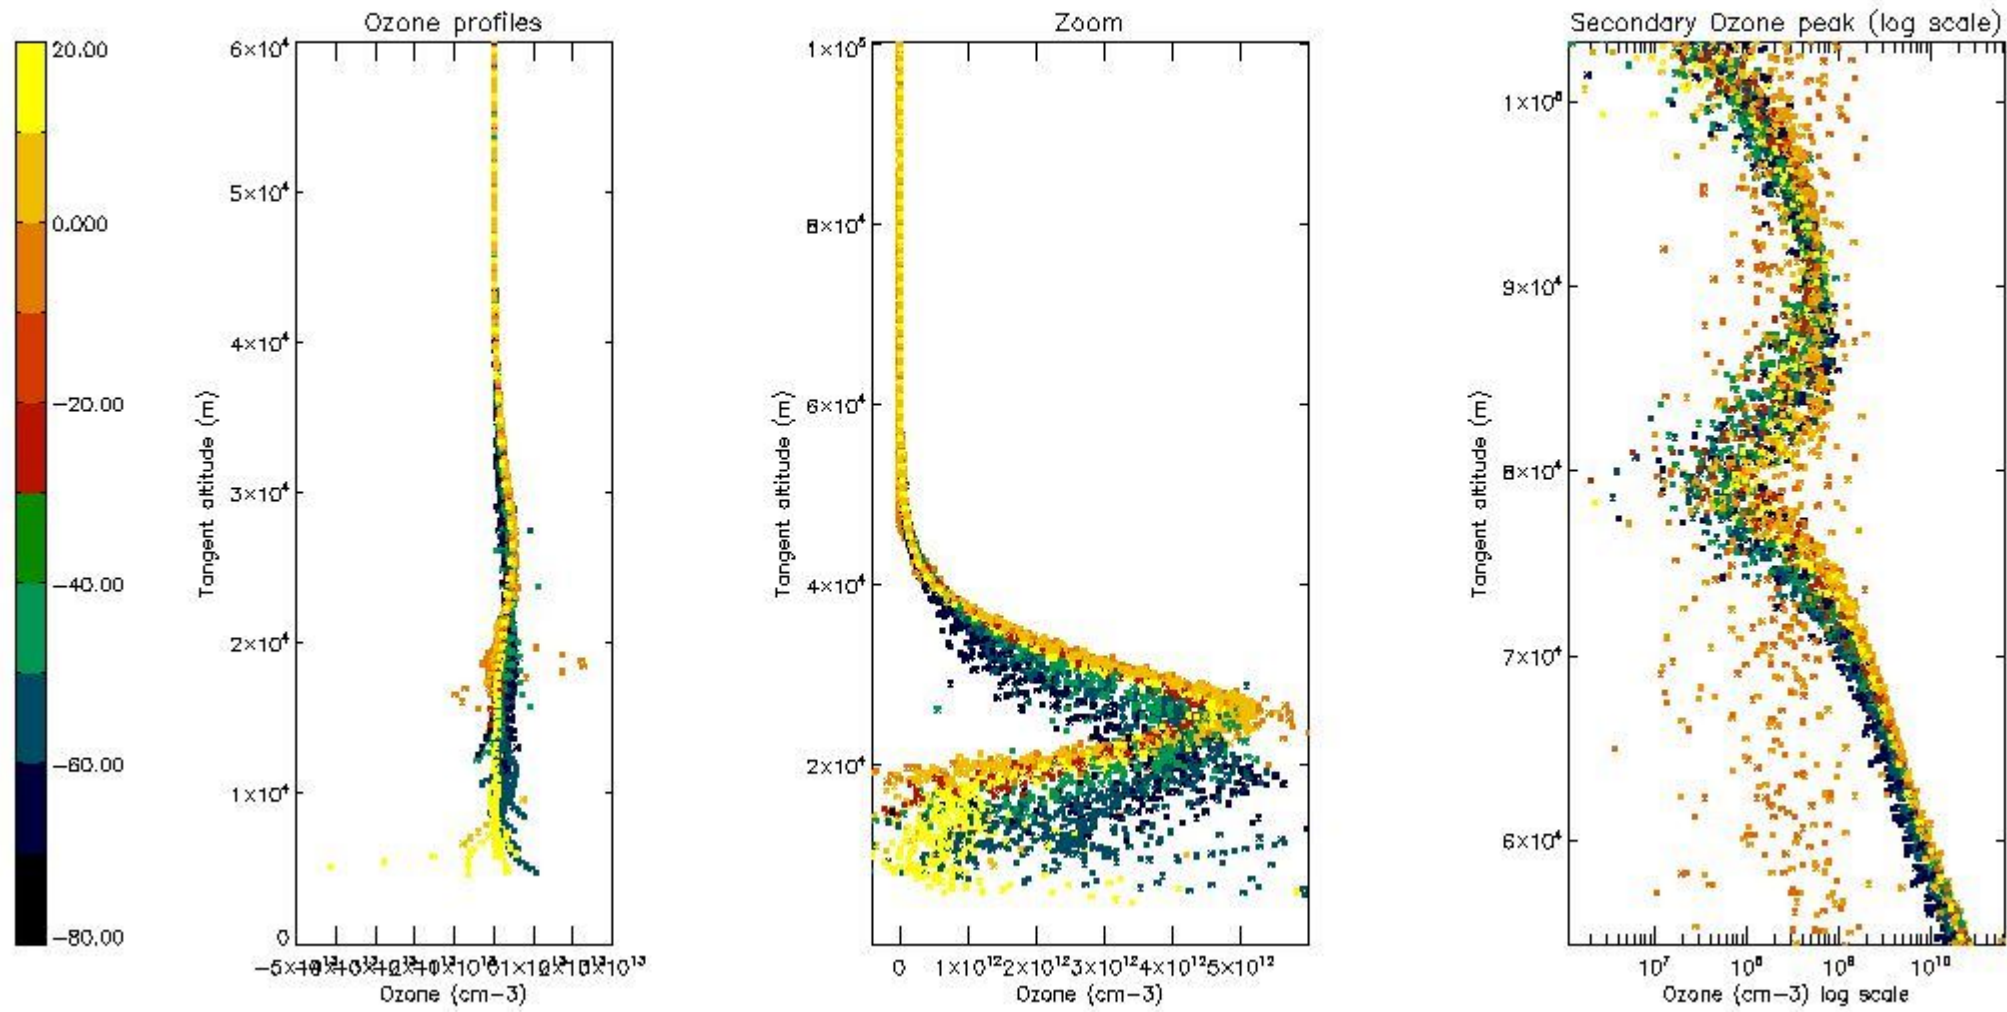 Ozone profiles
Zoom
Secondary Ozone peak (log scale)
20.00
0.000
−20.00
−40.00
−60.00
−80.00
6×10⁴
5×10⁴
4×10⁴
3×10⁴
2×10⁴
1×10⁴
0
Tangent altitude (m)
Ozone (cm−3)
1×10⁵
8×10⁴
6×10⁴
4×10⁴
2×10⁴
Tangent altitude (m)
0 1×10¹² 2×10¹² 3×10¹² 4×10¹² 5×10¹²
Ozone (cm−3)
1×10⁵
9×10⁴
8×10⁴
7×10⁴
6×10⁴
Tangent altitude (m)
10⁷ 10⁸ 10⁹ 10¹⁰
Ozone (cm−3) log scale